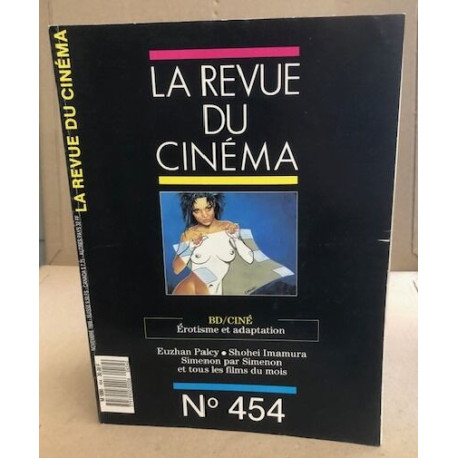 LA REVUE DU CINÉMA
LA REVUE
DU
CINÉMA
BD/CINÉ
Érotisme et adaptation
Euzhan Palcy • Shohei Imamura
Simenon par Simenon
et tous les films du mois
N° 454